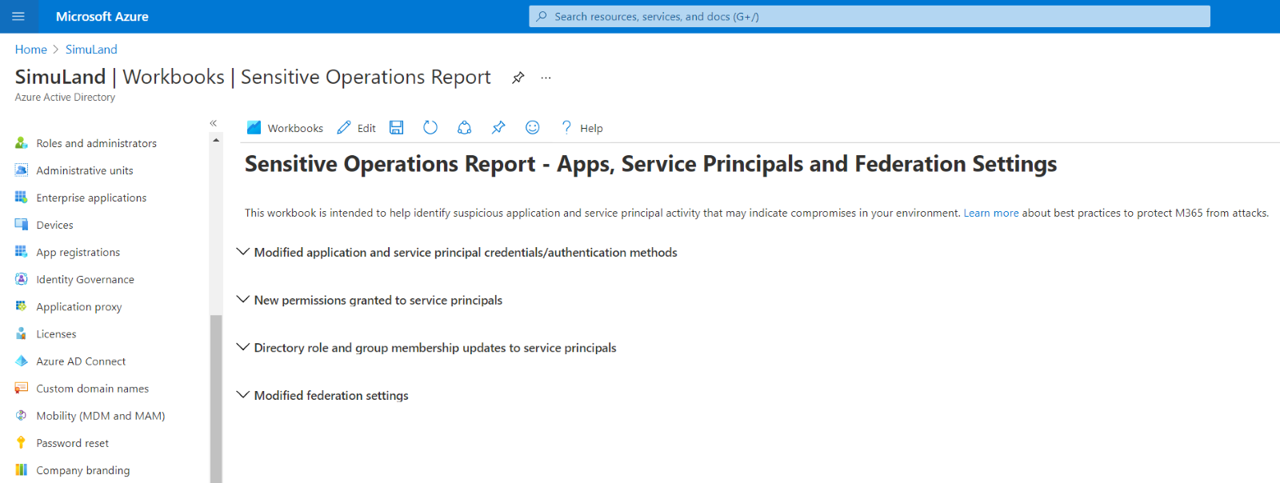 Microsoft Azure
Search resources, services, and docs (G+/)
Home > SimuLand
SimuLand | Workbooks | Sensitive Operations Report
Azure Active Directory
Roles and administrators
Administrative units
Enterprise applications
Devices
App registrations
Identity Governance
Application proxy
Licenses
Azure AD Connect
Custom domain names
Mobility (MDM and MAM)
Password reset
Company branding
Workbooks Edit ? Help
Sensitive Operations Report - Apps, Service Principals and Federation Settings
This workbook is intended to help identify suspicious application and service principal activity that may indicate compromises in your environment. Learn more about best practices to protect M365 from attacks.
Modified application and service principal credentials/authentication methods
New permissions granted to service principals
Directory role and group membership updates to service principals
Modified federation settings